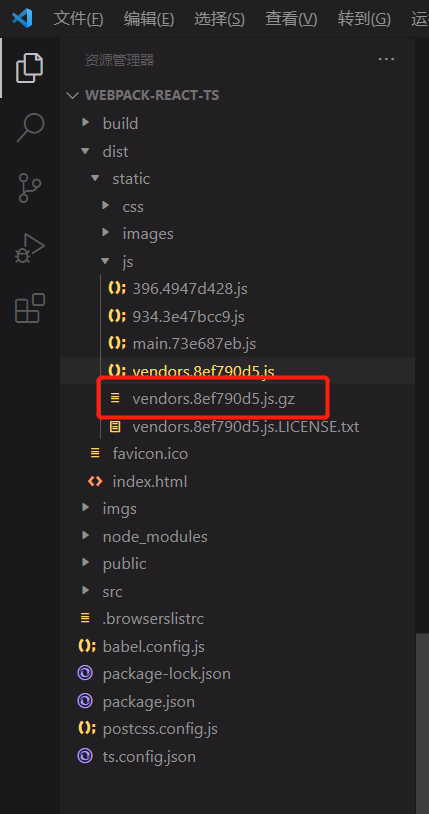 文件(F) 编辑(E) 选择(S) 查看(V) 转到(G) 运
资源管理器 ···
WEBPACK-REACT-TS
build
dist
static
css
images
js
396.4947d428.js
934.3e47bcc9.js
main.73e687eb.js
vendors.8ef790d5.js
vendors.8ef790d5.js.gz
vendors.8ef790d5.js.LICENSE.txt
favicon.ico
index.html
imgs
node_modules
public
src
.browserslistrc
babel.config.js
package-lock.json
package.json
postcss.config.js
ts.config.json